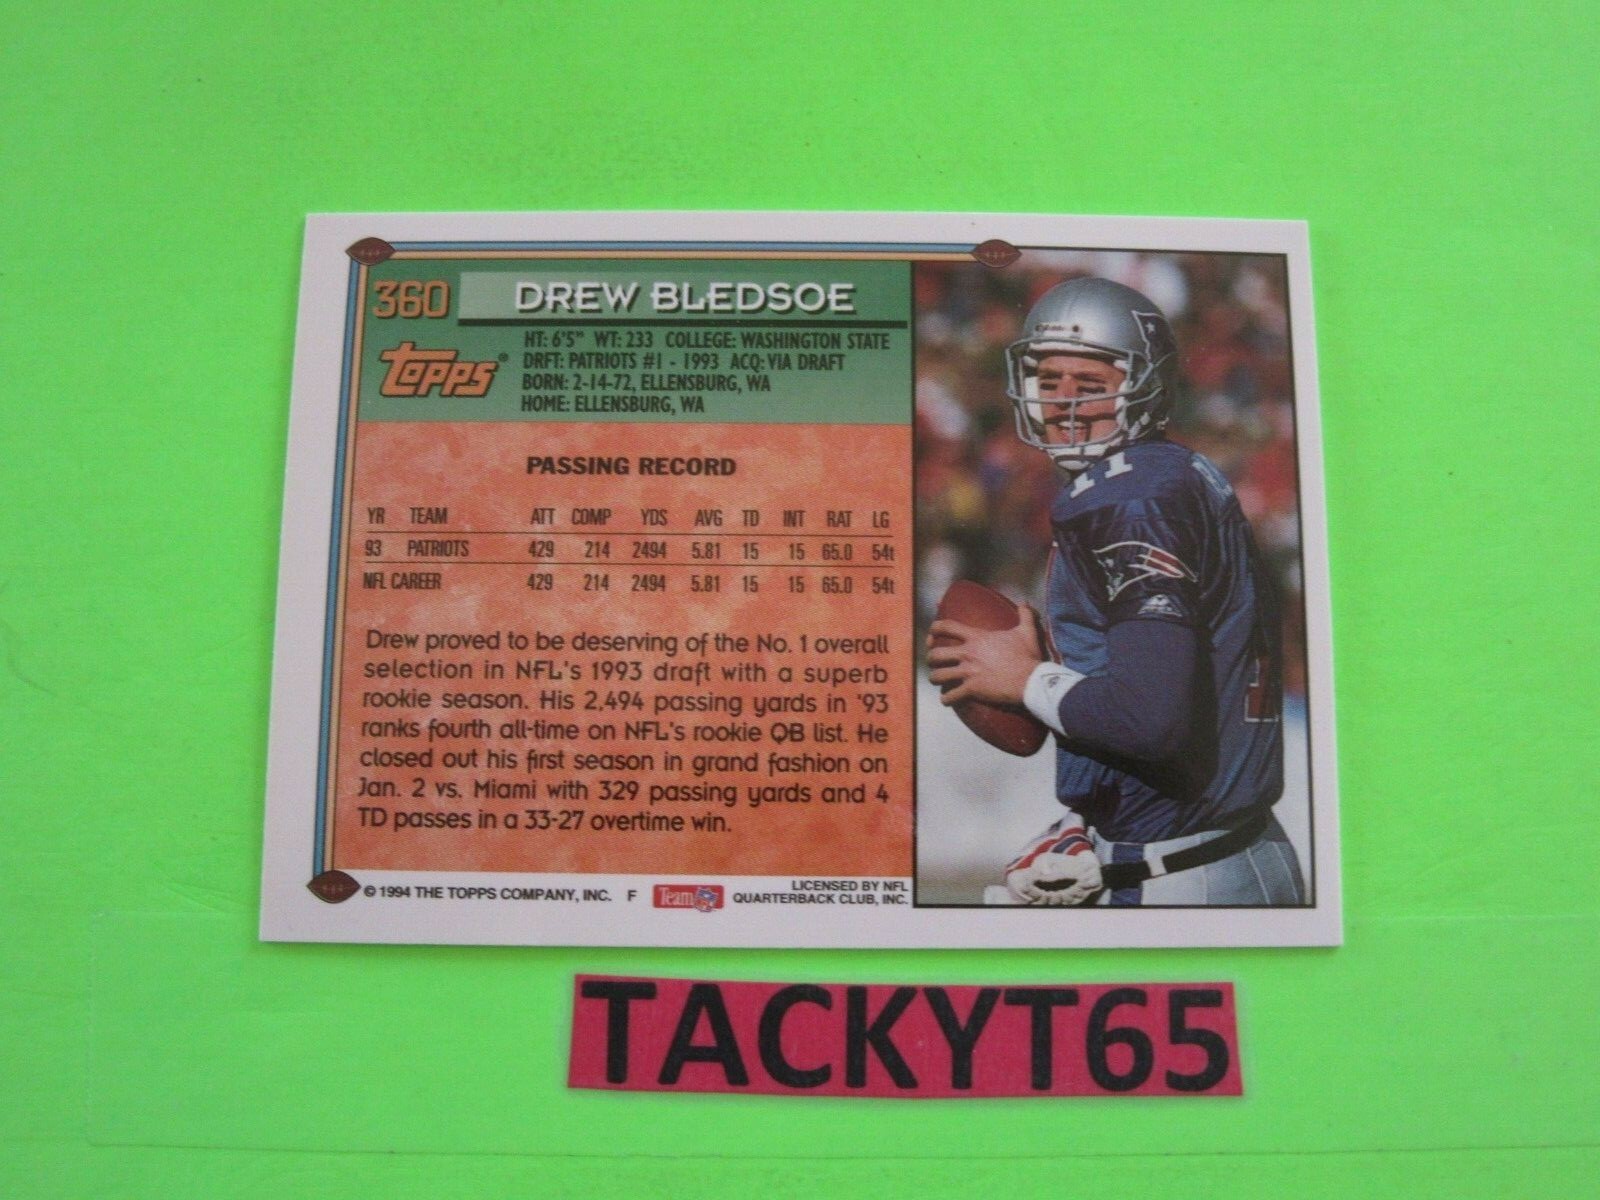 360
DREW BLEDSOE
Topps®
HT: 6'5" WT: 233 COLLEGE: WASHINGTON STATE
DRFT: PATRIOTS #1 - 1993 ACQ: VIA DRAFT
BORN: 2-14-72, ELLENSBURG, WA
HOME: ELLENSBURG, WA
PASSING RECORD
YR TEAM ATT COMP YDS AVG TD INT RAT LG
93 PATRIOTS 429 214 2494 5.81 15 15 65.0 54t
NFL CAREER 429 214 2494 5.81 15 15 65.0 54t
Drew proved to be deserving of the No. 1 overall
selection in NFL's 1993 draft with a superb
rookie season. His 2,494 passing yards in '93
ranks fourth all-time on NFL's rookie QB list. He
closed out his first season in grand fashion on
Jan. 2 vs. Miami with 329 passing yards and 4
TD passes in a 33-27 overtime win.
© 1994 THE TOPPS COMPANY, INC. F
Team NFL
LICENSED BY NFL
QUARTERBACK CLUB, INC.
11
TACKYT65